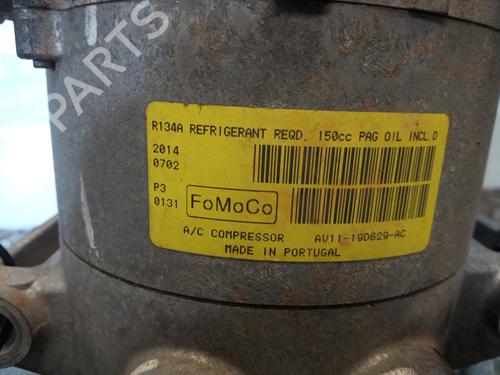 PARTS
R134A REFRIGERANT REQD. 150cc PAG OIL INCL D
2014
0702
P3
0131
FoMoCo
A/C COMPRESSOR AV11-19D629-AC
MADE IN PORTUGAL